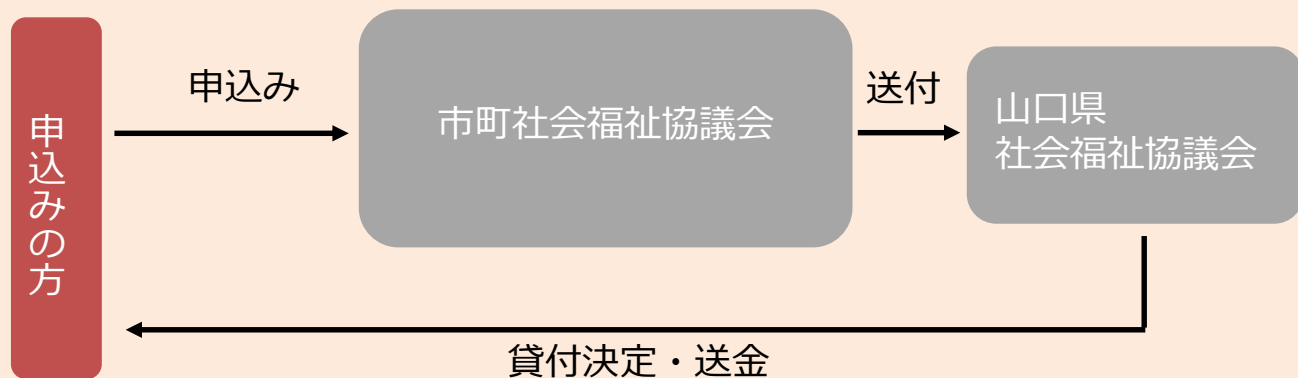 申込みの方
申込み
市町社会福祉協議会
送付
山口県
社会福祉協議会
貸付決定・送金